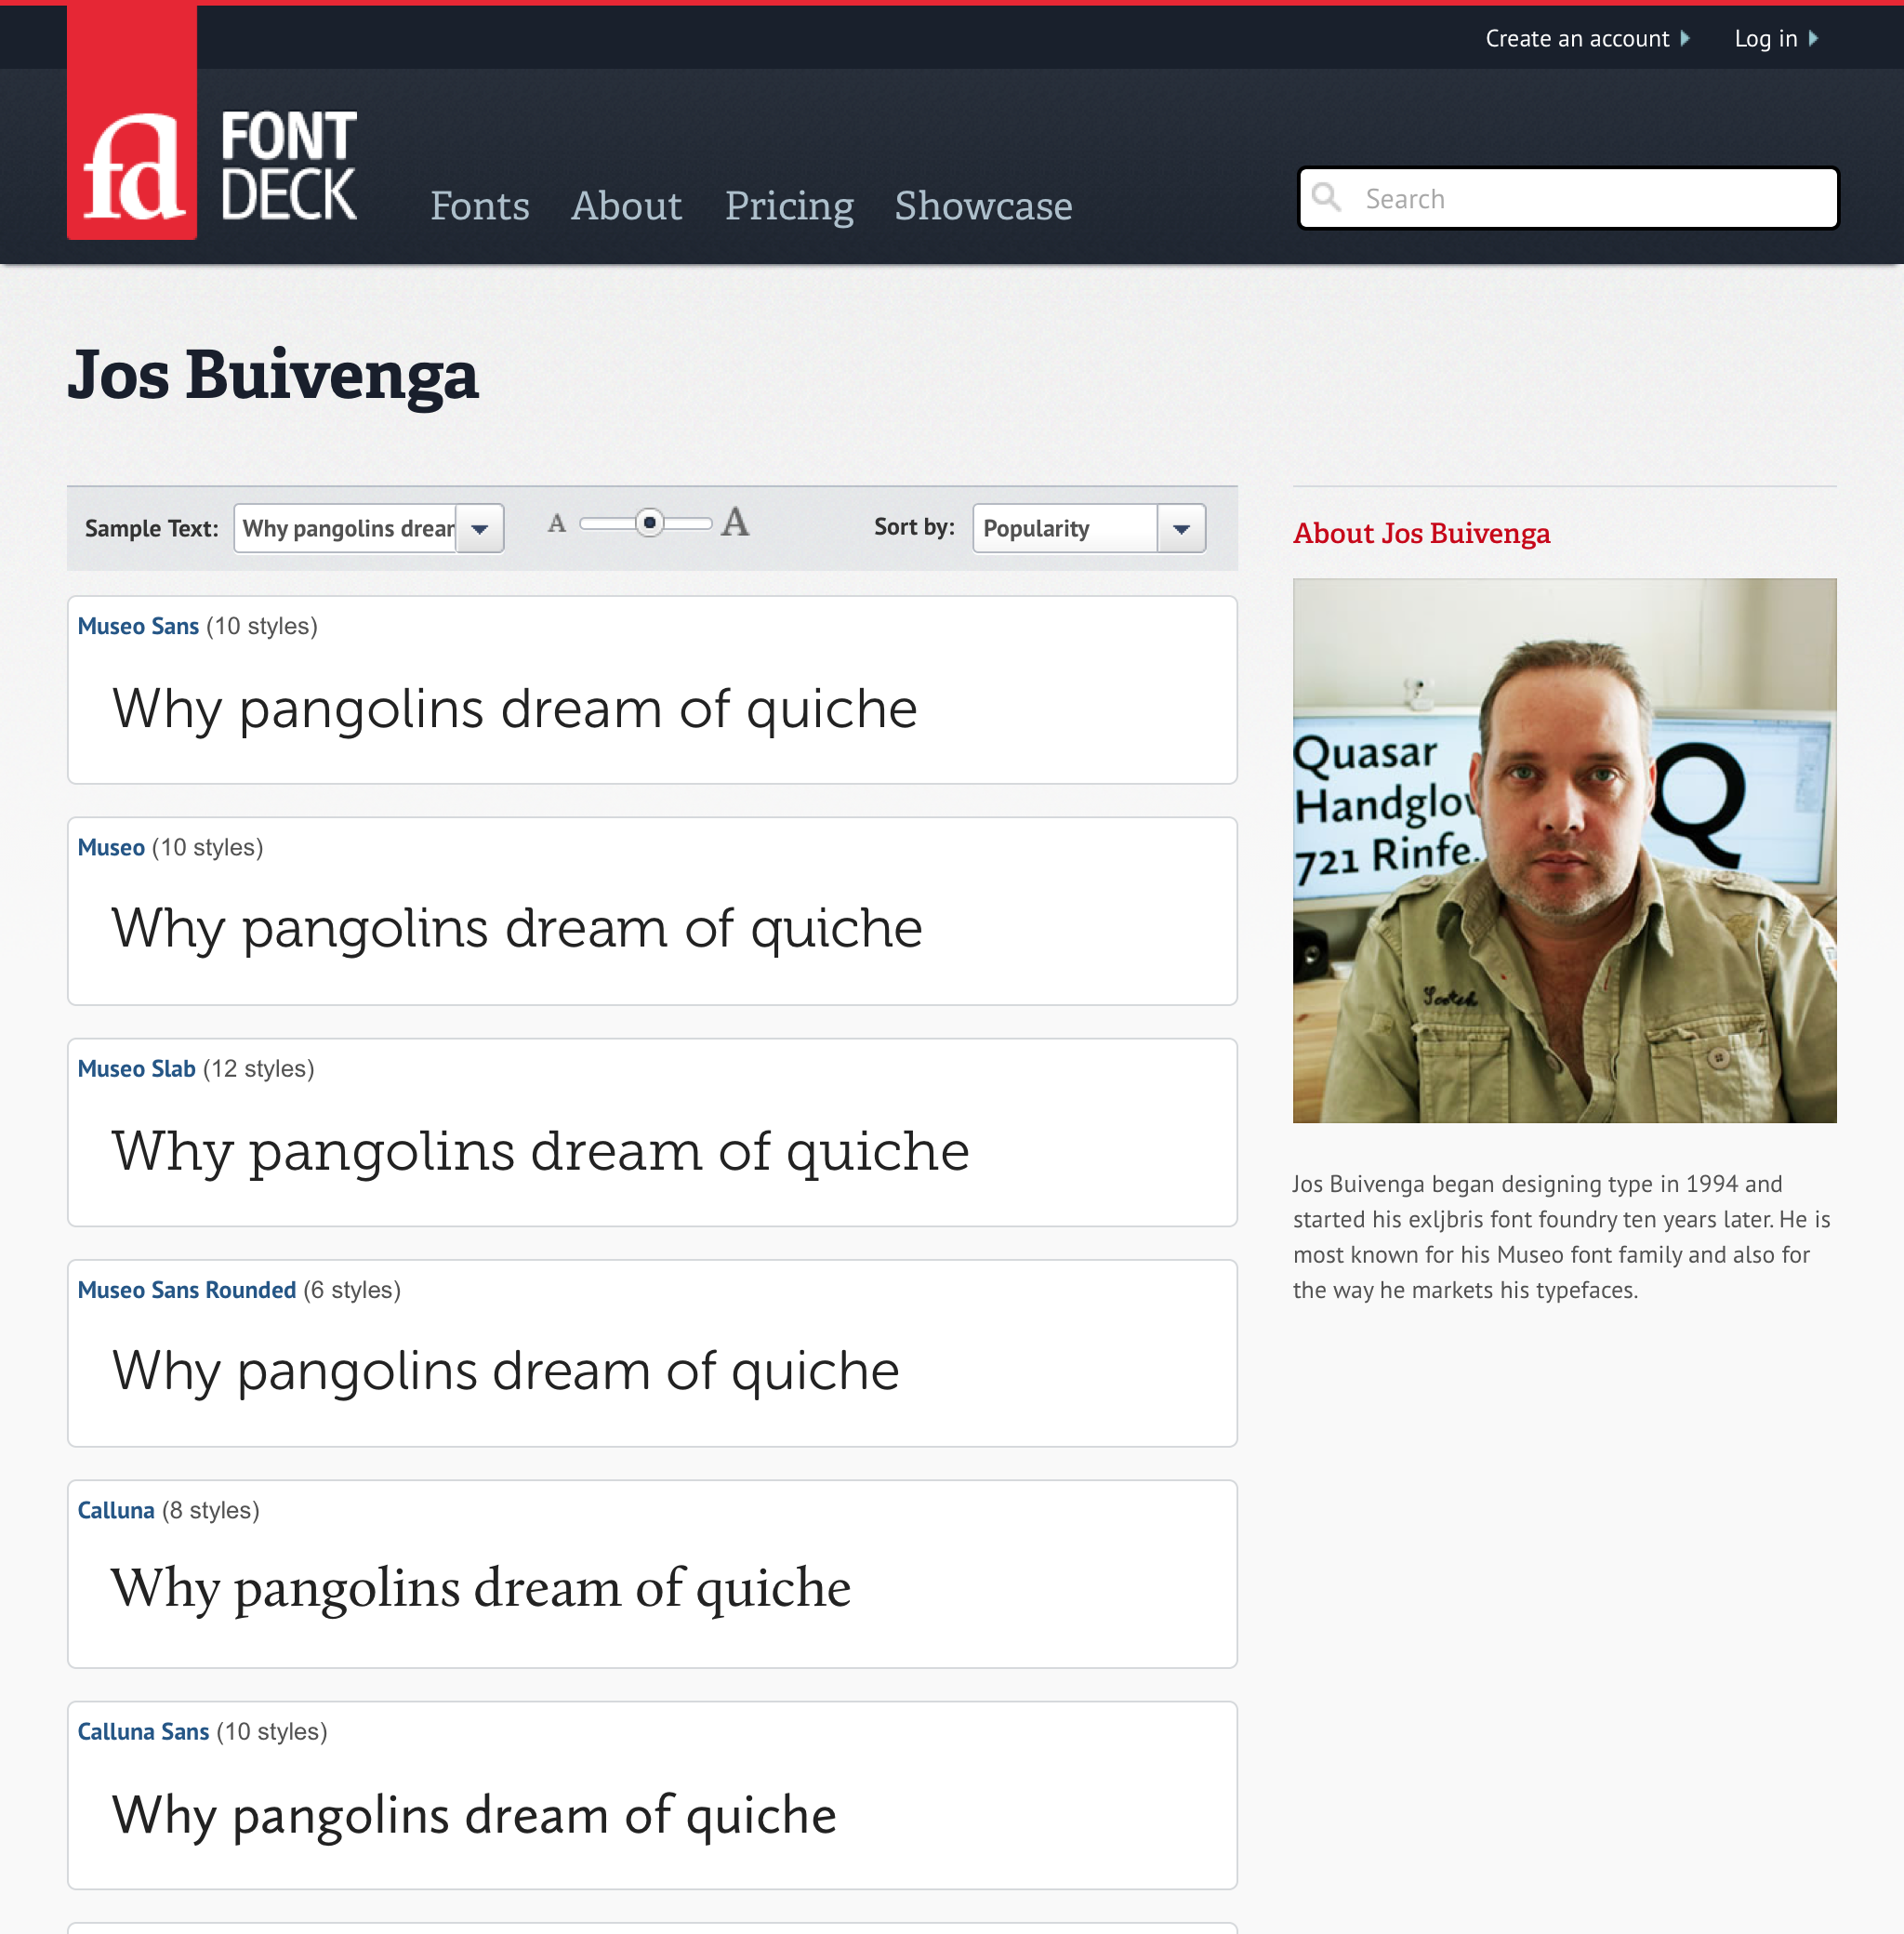 Create an account
Log in
fd
FONT
DECK
Fonts
About
Pricing
Showcase
Search
Jos Buivenga
Sample Text:
Why pangolins drear
A
A
Sort by:
Popularity
Museo Sans (10 styles)
Why pangolins dream of quiche
Museo (10 styles)
Why pangolins dream of quiche
Museo Slab (12 styles)
Why pangolins dream of quiche
Museo Sans Rounded (6 styles)
Why pangolins dream of quiche
Calluna (8 styles)
Why pangolins dream of quiche
Calluna Sans (10 styles)
Why pangolins dream of quiche
About Jos Buivenga
Quasar
Handglov
721 Rinfe.
Q
Scotch
Jos Buivenga began designing type in 1994 and
started his exljbris font foundry ten years later. He is
most known for his Museo font family and also for
the way he markets his typefaces.